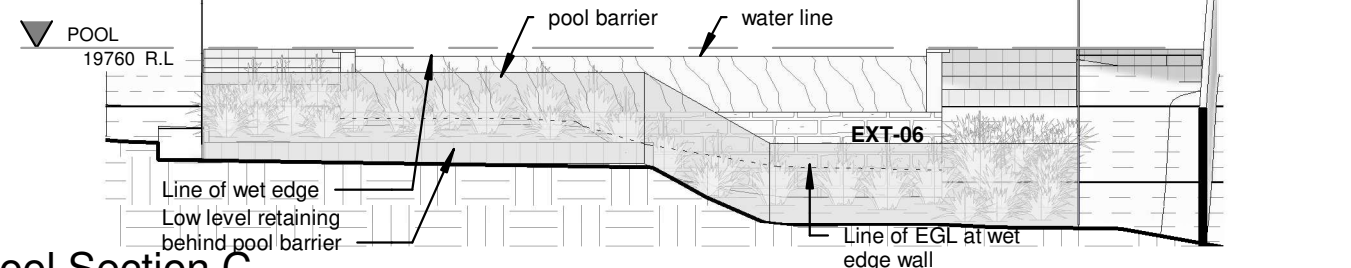 pool barrier
water line
POOL
19760 R.L
EXT-06
Line of wet edge
Low level retaining
behind pool barrier
Line of EGL at wet
edge wall
Section C